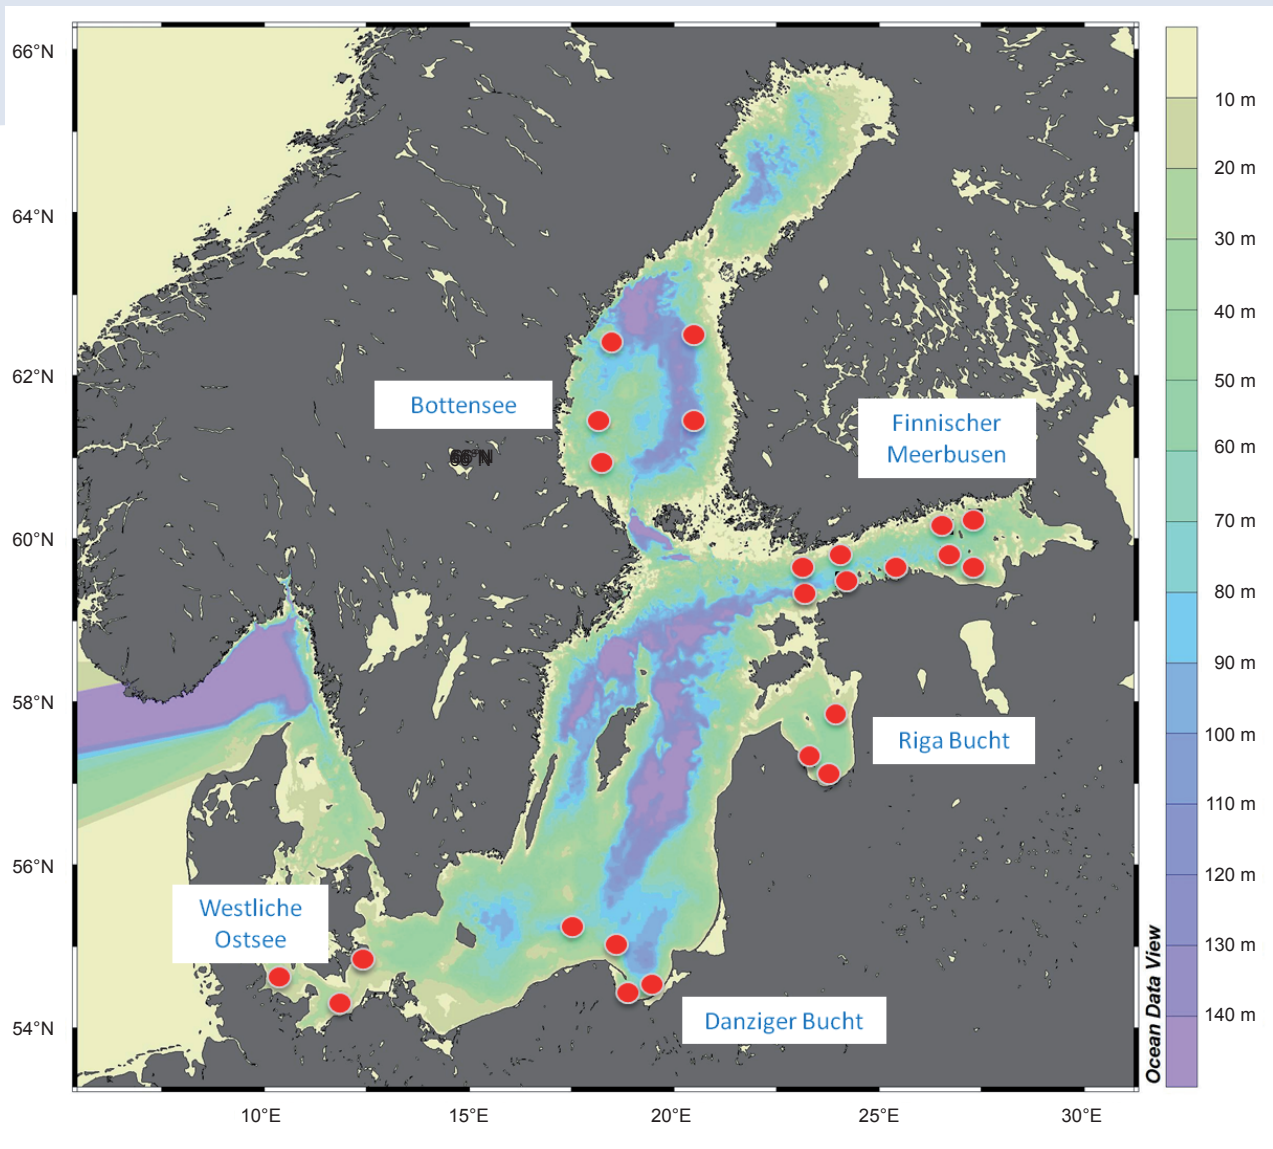 66°N
64°N
62°N
60°N
58°N
56°N
54°N
Bottensee
Finnischer
Meerbusen
Riga Bucht
Westliche
Ostsee
Danziger Bucht
10°E
15°E
20°E
25°E
30°E
10 m
20 m
30 m
40 m
50 m
60 m
70 m
80 m
90 m
100 m
110 m
120 m
130 m
140 m
Ocean Data View